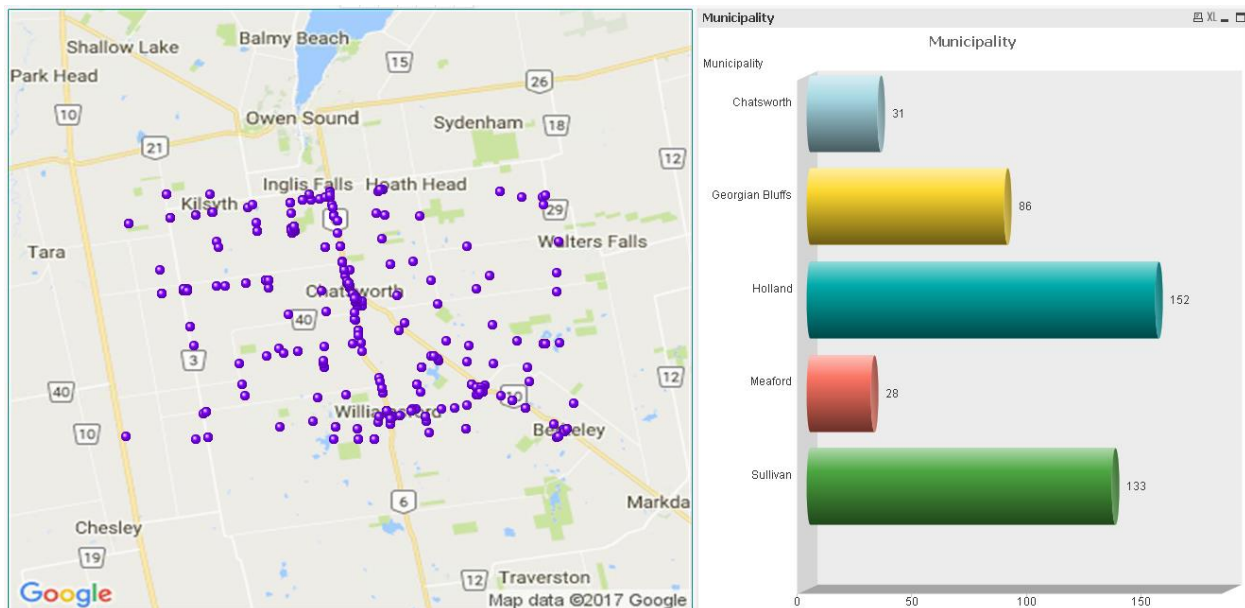 Balmy Beach
Shallow Lake
15
Park Head
26
10
Owen Sound
Sydenham
18
21
12
Inglis Falls
Heath Head
Kilsyth
29
Tara
Walters Falls
Chatsworth
40
3
12
40
10
10
Williamsford
Berkeley
6
Markda
Chesley
19
12
Traverston
Google
Map data ©2017 Google
Municipality
XL
Municipality
Municipality
Chatsworth
31
Georgian Bluffs
86
Holland
152
Meaford
28
Sullivan
133
0
50
100
150